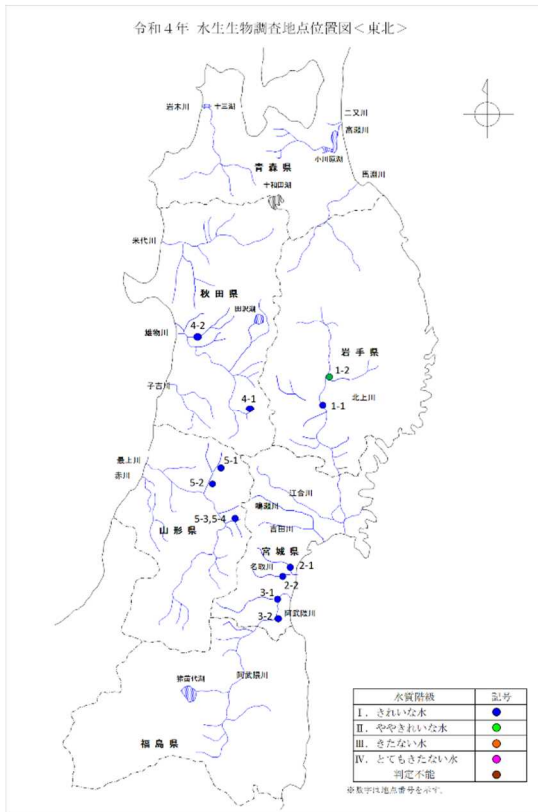 令和４年 水生生物調査地点位置図＜東北＞
岩木川
十三湖
二又川
高瀬川
小川原湖
青森県
馬淵川
十和田湖
米代川
秋田県
田沢湖
4-2
雄物川
岩手県
1-2
子吉川
4-1
北上川
1-1
最上川
赤川
5-1
5-2
江合川
鳴瀬川
5-3,5-4
吉田川
山形県
宮城県
名取川
2-1
2-2
3-1
阿武隈川
3-2
猪苗代湖
阿武隈川
福島県
水質階級 記号
Ⅰ．きれいな水
Ⅱ．ややきれいな水
Ⅲ．きたない水
Ⅳ．とてもきたない水
判定不能
※数字は地点番号を示す。